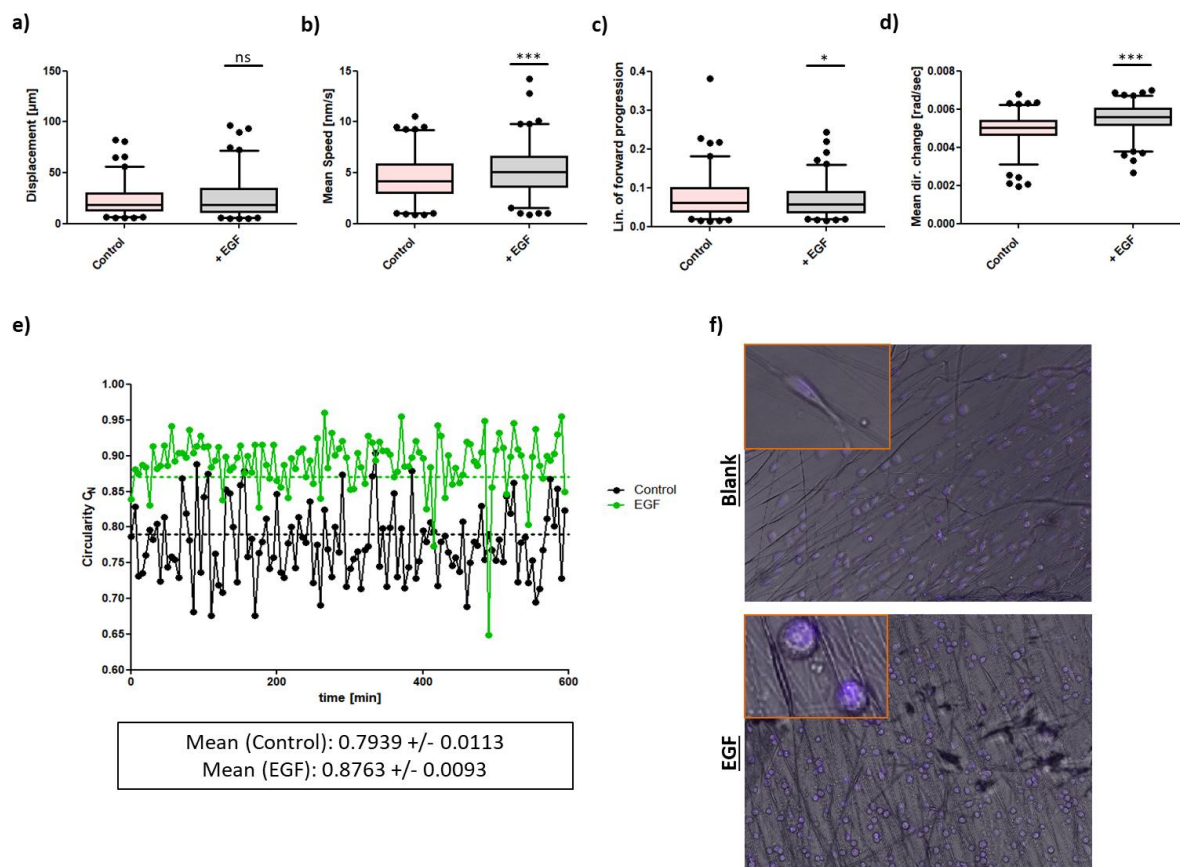 a)
ns
Displacement [µm]
150
100
50
0
Control
+ EGF
b)
***
Mean Speed [nm/s]
15
10
5
0
Control
+ EGF
c)
*
Lin. of forward progression
0.4
0.3
0.2
0.1
0.0
Control
+ EGF
d)
***
Mean dir. change [rad/sec]
0.008
0.006
0.004
0.002
0.000
Control
+ EGF
e)
Circularity CN
1.00
0.95
0.90
0.85
0.80
0.75
0.70
0.65
0.60
0
200
400
600
time [min]
Control
EGF
Mean (Control): 0.7939 +/- 0.0113
Mean (EGF): 0.8763 +/- 0.0093
f)
Blank
EGF